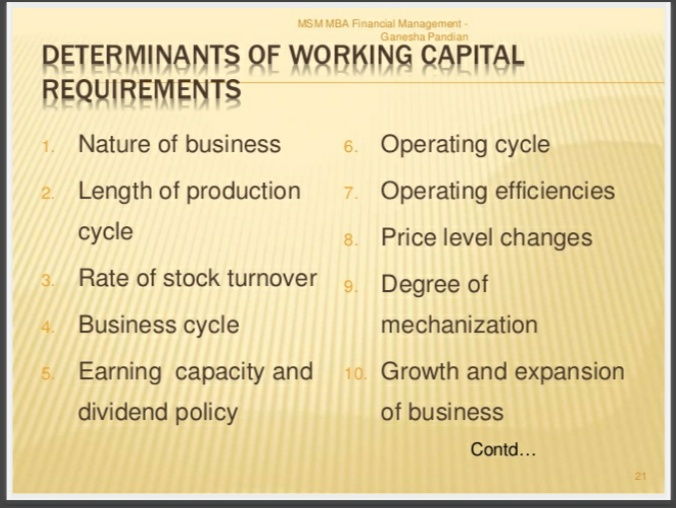 MSM MBA Financial Management -
Ganesha Pandian
DETERMINANTS OF WORKING CAPITAL
REQUIREMENTS
1. Nature of business
2. Length of production
cycle
3. Rate of stock turnover
4. Business cycle
5. Earning capacity and
dividend policy
6. Operating cycle
7. Operating efficiencies
8. Price level changes
9. Degree of
mechanization
10. Growth and expansion
of business
Contd...
21